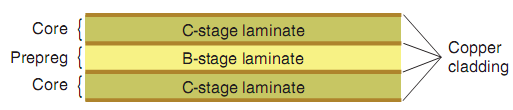 Core
C-stage laminate
Prepreg
B-stage laminate
Core
C-stage laminate
Copper
cladding